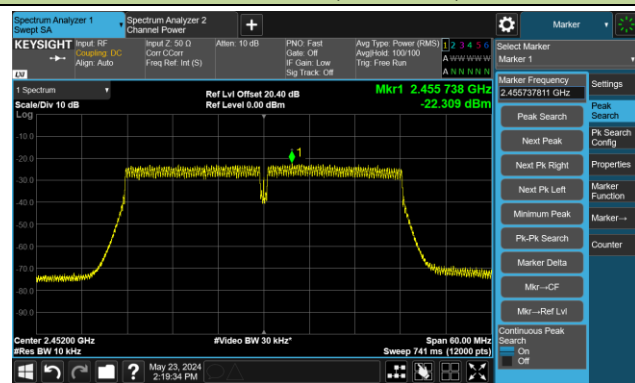 Spectrum Analyzer 1
Swept SA
Spectrum Analyzer 2
Channel Power
+
Marker
KEYSIGHT
Input: RF
Coupling: DC
Align: Auto
Input Z: 50 Ω
Corr CCorr
Freq Ref: Int (S)
Atten: 10 dB
PNO: Fast
Gate: Off
IF Gain: Low
Sig Track: Off
Avg Type: Power (RMS)
Avg|Hold: 100/100
Trig: Free Run
1 2 3 4 5 6
A W W W W W
A N N N N N
LXI
Select Marker
Marker 1
1 Spectrum
Scale/Div 10 dB
Log
Ref Lvl Offset 20.40 dB
Ref Level 0.00 dBm
Mkr1 2.455 738 GHz
-22.309 dBm
-10.0
-20.0
-30.0
-40.0
-50.0
-60.0
-70.0
-80.0
-90.0
1
Center 2.45200 GHz
#Res BW 10 kHz
#Video BW 30 kHz*
Span 60.00 MHz
Sweep 741 ms (12000 pts)
Marker Frequency
2.455737811 GHz
Peak Search
Next Peak
Next Pk Right
Next Pk Left
Minimum Peak
Pk-Pk Search
Marker Delta
Mkr→CF
Mkr→Ref Lvl
Continuous Peak
Search
On
Off
Settings
Peak
Search
Pk Search
Config
Properties
Marker
Function
Marker→
Counter
?
May 23, 2024
2:19:34 PM